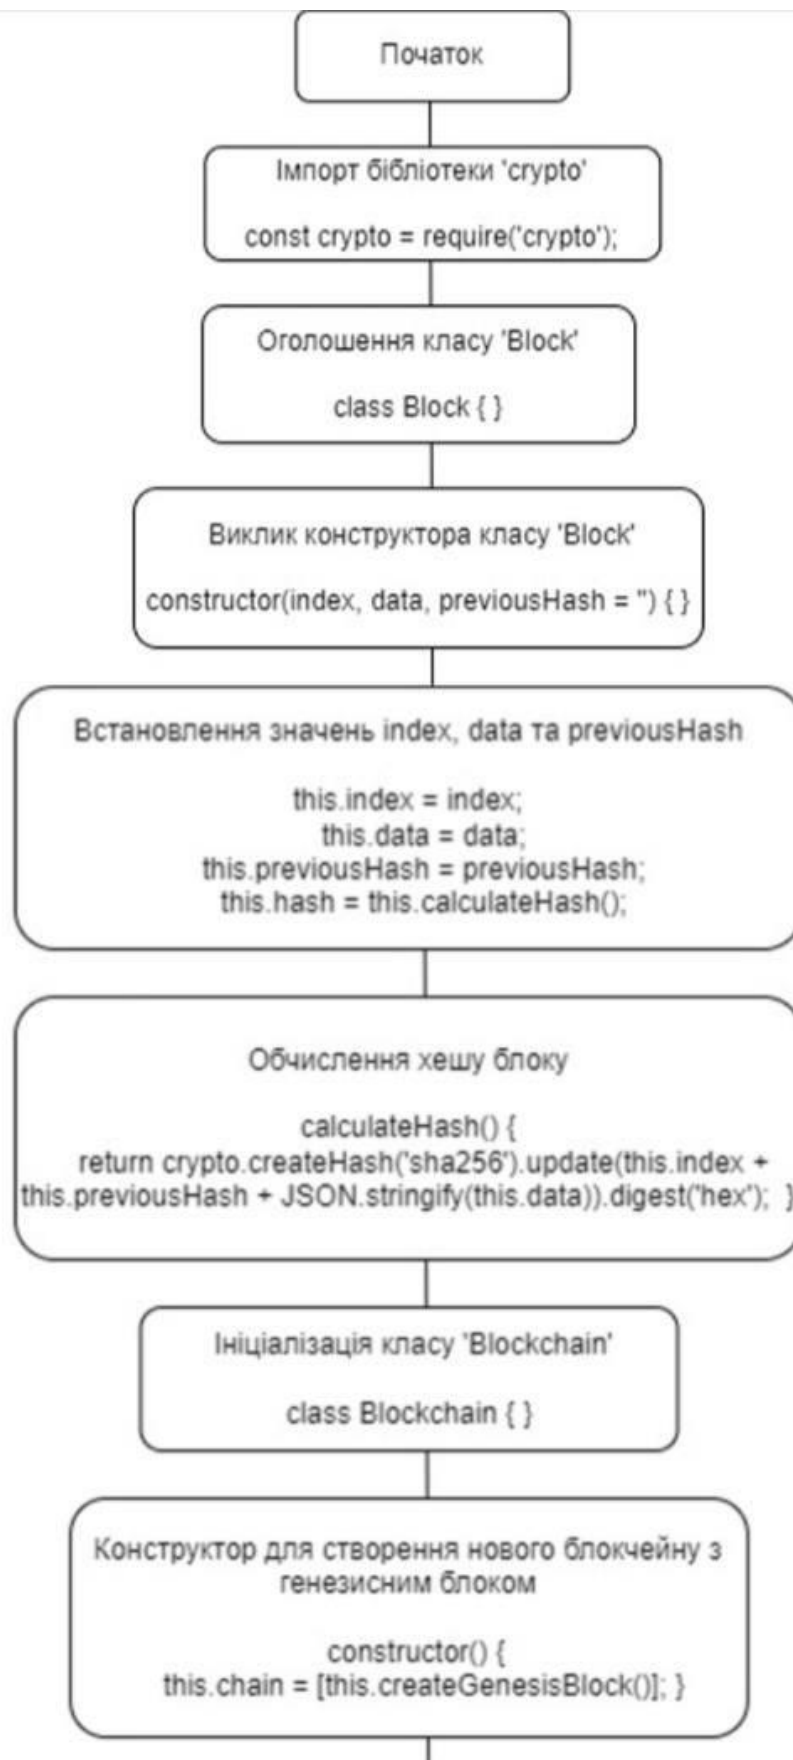 Початок
Імпорт бібліотеки 'crypto'
const crypto = require('crypto');
Оголошення класу 'Block'
class Block { }
Виклик конструктора класу 'Block'
constructor(index, data, previousHash = '') { }
Встановлення значень index, data та previousHash
this.index = index;
this.data = data;
this.previousHash = previousHash;
this.hash = this.calculateHash();
Обчислення хешу блоку
calculateHash() {
return crypto.createHash('sha256').update(this.index +
this.previousHash + JSON.stringify(this.data)).digest('hex'); }
Ініціалізація класу 'Blockchain'
class Blockchain { }
Конструктор для створення нового блокчейну з
генезисним блоком
constructor() {
this.chain = [this.createGenesisBlock()]; }